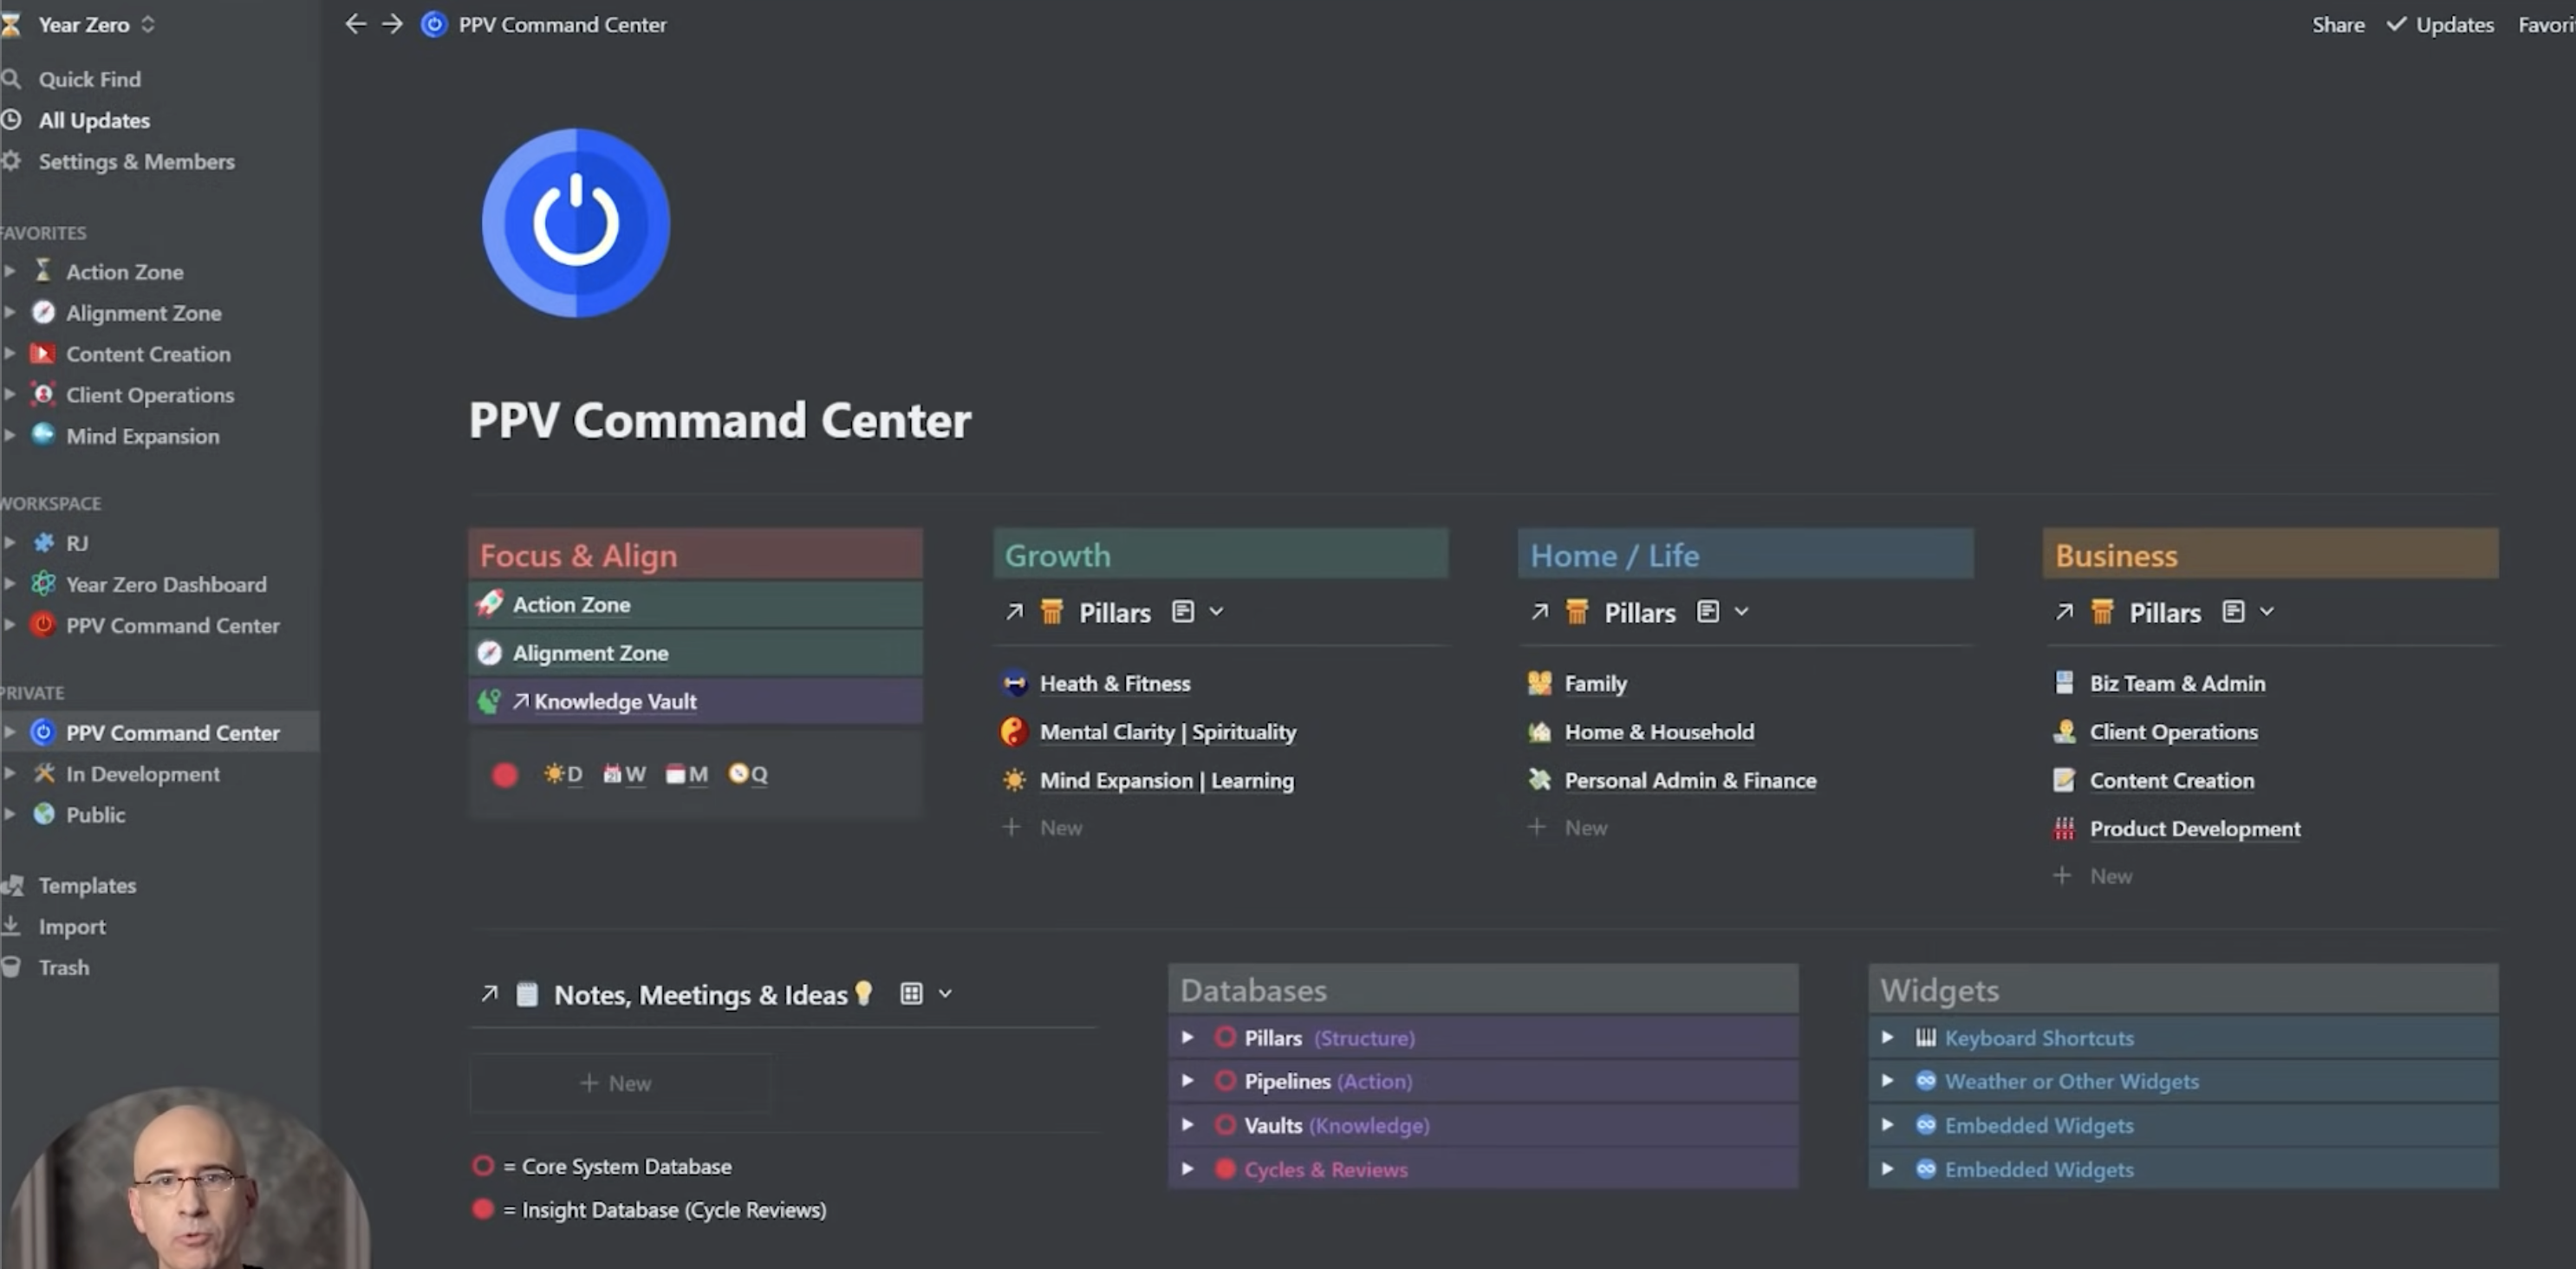 Year Zero
Quick Find
All Updates
Settings & Members
FAVORITES
Action Zone
Alignment Zone
Content Creation
Client Operations
Mind Expansion
WORKSPACE
RJ
Year Zero Dashboard
PPV Command Center
PRIVATE
PPV Command Center
In Development
Public
Templates
Import
Trash
PPV Command Center
Share Updates Favori
PPV Command Center
Focus & Align
Action Zone
Alignment Zone
Knowledge Vault
D W M Q
Growth
Pillars
Heath & Fitness
Mental Clarity | Spirituality
Mind Expansion | Learning
New
Home / Life
Pillars
Family
Home & Household
Personal Admin & Finance
New
Business
Pillars
Biz Team & Admin
Client Operations
Content Creation
Product Development
New
Notes, Meetings & Ideas
New
= Core System Database
= Insight Database (Cycle Reviews)
Databases
Pillars (Structure)
Pipelines (Action)
Vaults (Knowledge)
Cycles & Reviews
Widgets
Keyboard Shortcuts
Weather or Other Widgets
Embedded Widgets
Embedded Widgets